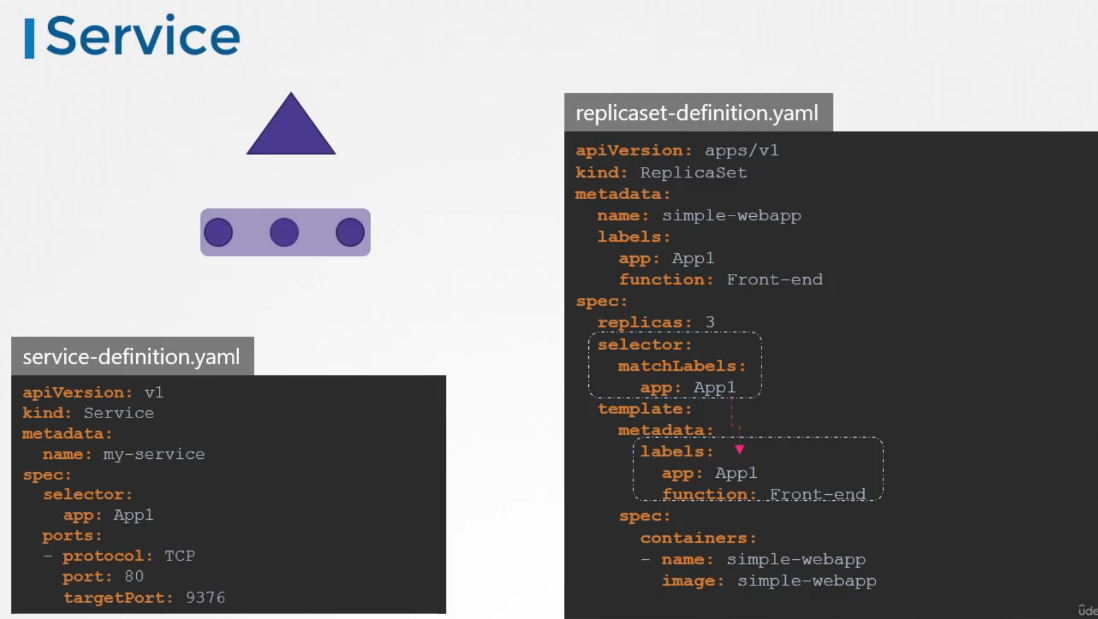 Service
replicaset-definition.yaml
apiVersion: apps/v1
kind: ReplicaSet
metadata:
  name: simple-webapp
  labels:
    app: App1
    function: Front-end
spec:
  replicas: 3
  selector:
    matchLabels:
      app: App1
  template:
    metadata:
      labels:
        app: App1
        function: Front-end
    spec:
      containers:
      - name: simple-webapp
        image: simple-webapp
service-definition.yaml
apiVersion: v1
kind: Service
metadata:
  name: my-service
spec:
  selector:
    app: App1
  ports:
  - protocol: TCP
    port: 80
    targetPort: 9376